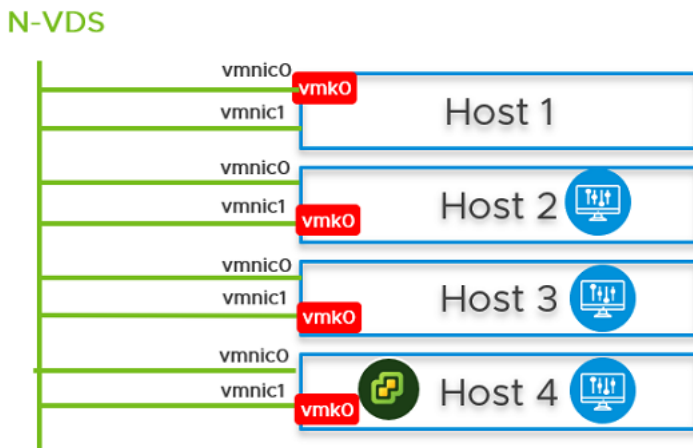 N-VDS
vmnic0
vmk0
vmnic1
Host 1
vmnic0
vmnic1
vmk0
Host 2
vmnic0
vmnic1
vmk0
Host 3
vmnic0
vmnic1
vmk0
Host 4